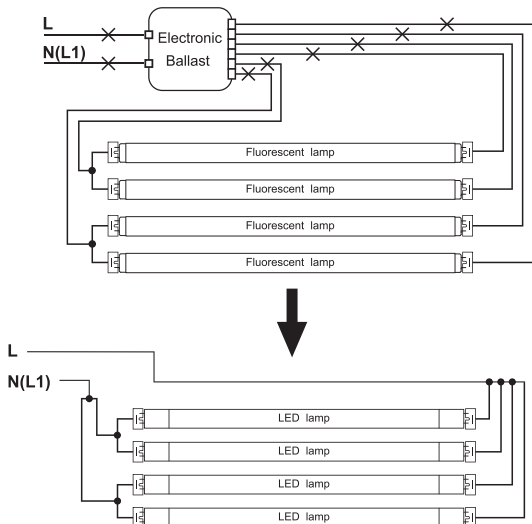 L
N(L1)
Electronic
Ballast
Fluorescent lamp
Fluorescent lamp
Fluorescent lamp
Fluorescent lamp
L
N(L1)
LED lamp
LED lamp
LED lamp
LED lamp